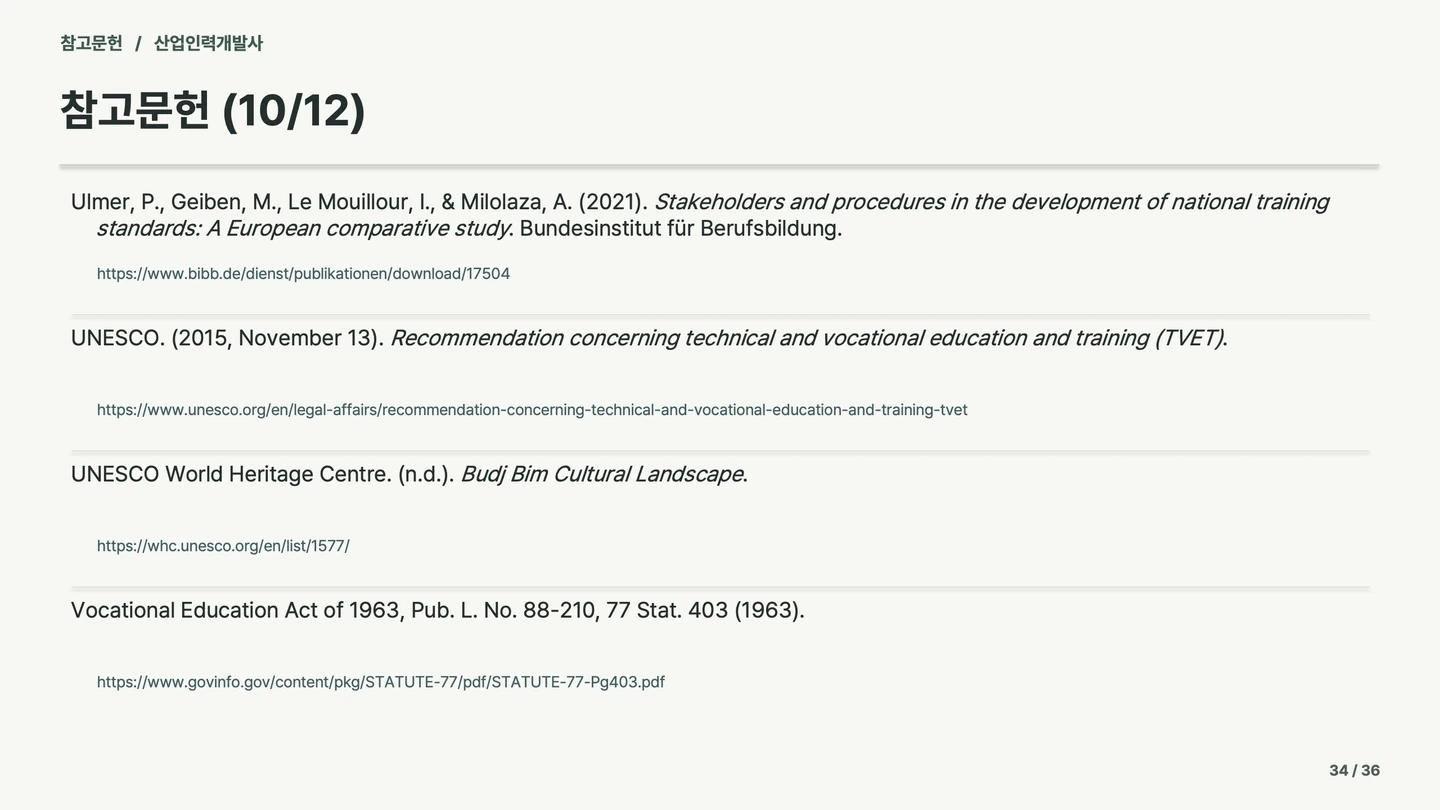 참고문헌 / 산업인력개발사
참고문헌 (10/12)
Ulmer, P., Geiben, M., Le Mouillour, I., & Milolaza, A. (2021). Stakeholders and procedures in the development of national training
standards: A European comparative study. Bundesinstitut für Berufsbildung.
https://www.bibb.de/dienst/publikationen/download/17504
UNESCO. (2015, November 13). Recommendation concerning technical and vocational education and training (TVET).
https://www.unesco.org/en/legal-affairs/recommendation-concerning-technical-and-vocational-education-and-training-tvet
UNESCO World Heritage Centre. (n.d.). Budj Bim Cultural Landscape.
https://whc.unesco.org/en/list/1577/
Vocational Education Act of 1963, Pub. L. No. 88-210, 77 Stat. 403 (1963).
https://www.govinfo.gov/content/pkg/STATUTE-77/pdf/STATUTE-77-Pg403.pdf
34 / 36